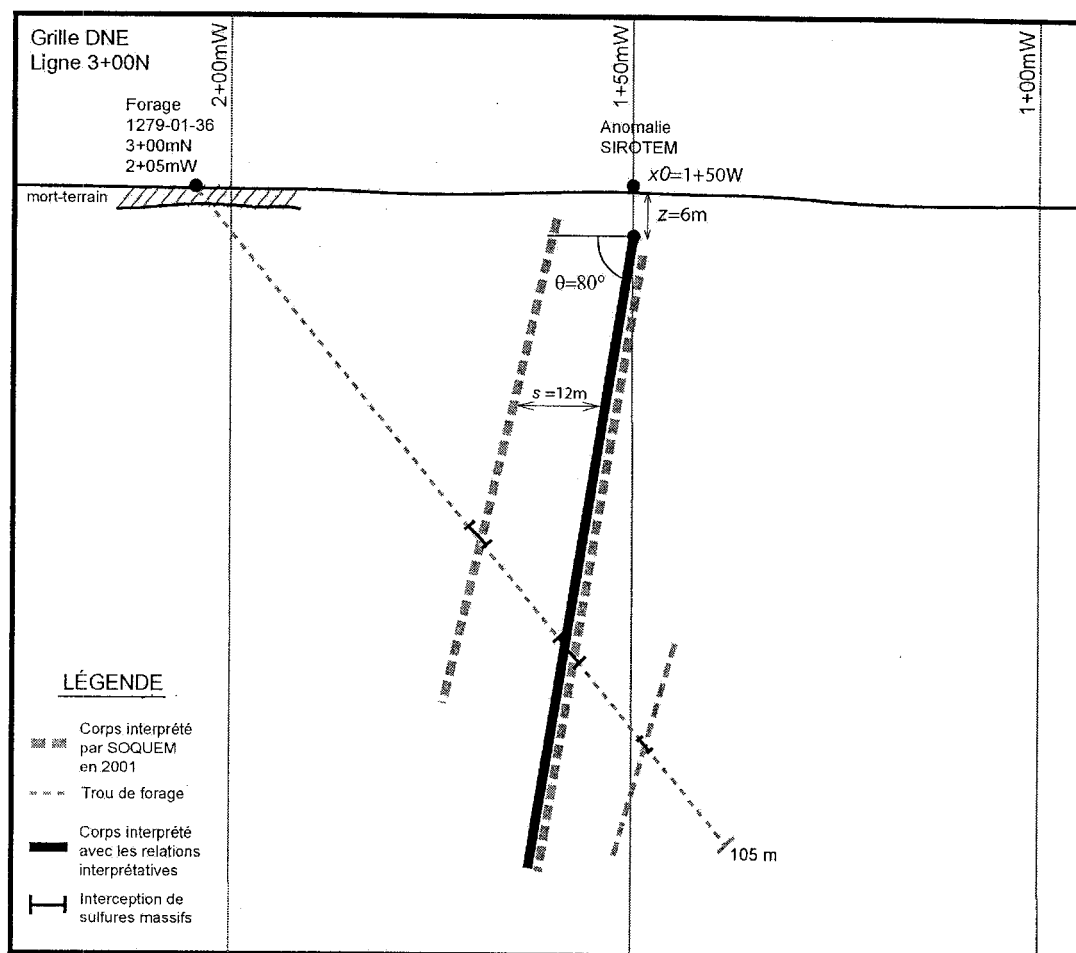 Grille DNE
Ligne 3+00N
2+00mW
1+50mW
1+00mW
Forage
1279-01-36
3+00mN
2+05mW
Anomalie
SIROTEM
x0=1+50W
mort-terrain
z=6m
θ=80°
s =12m
105 m
LÉGENDE
Corps interprété
par SOQUEM
en 2001
Trou de forage
Corps interprété
avec les relations
interprétatives
Interception de
sulfures massifs